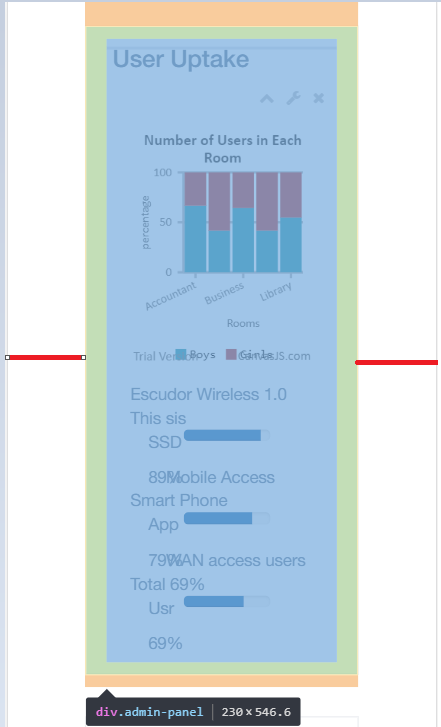 User Uptake
Number of Users in Each
Room
100
50
0
percentage
Accountant
Business
Library
Rooms
Trial Version
Boys
Girls
CanvasJS.com
Escudor Wireless 1.0
This sis
SSD
89%
Mobile Access
Smart Phone
App
79%
WAN access users
Total 69%
Usr
69%
div.admin-panel | 230 × 546.6